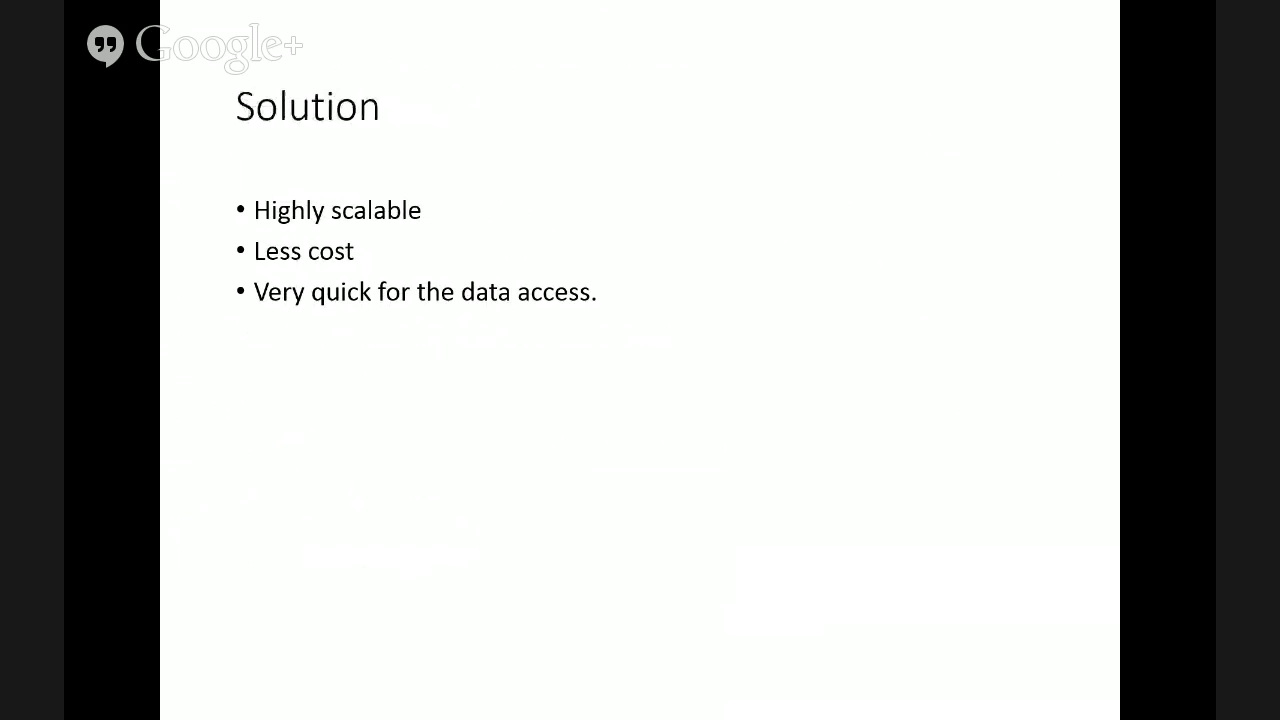 Google+
Solution
• Highly scalable
• Less cost
• Very quick for the data access.